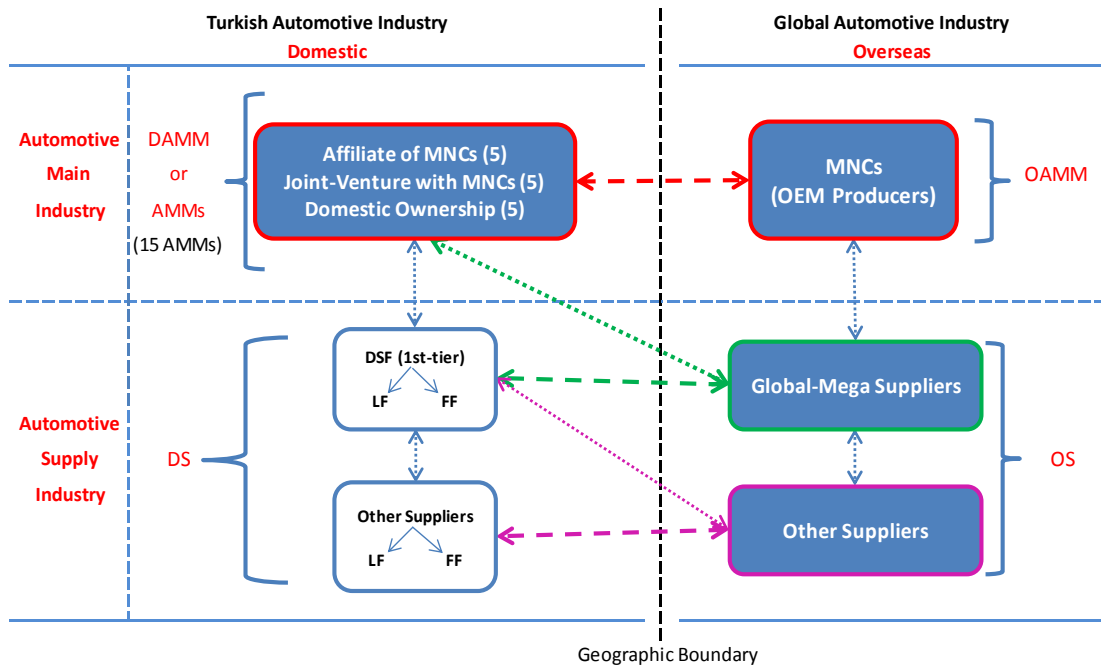 Turkish Automotive Industry
Domestic
Global Automotive Industry
Overseas
Automotive
Main
Industry
DAMM
or
AMMs
(15 AMMs)
Affiliate of MNCs (5)
Joint-Venture with MNCs (5)
Domestic Ownership (5)
MNCs
(OEM Producers)
OAMM
Automotive
Supply
Industry
DS
DSF (1st-tier)
LF FF
Other Suppliers
LF FF
Global-Mega Suppliers
Other Suppliers
OS
Geographic Boundary